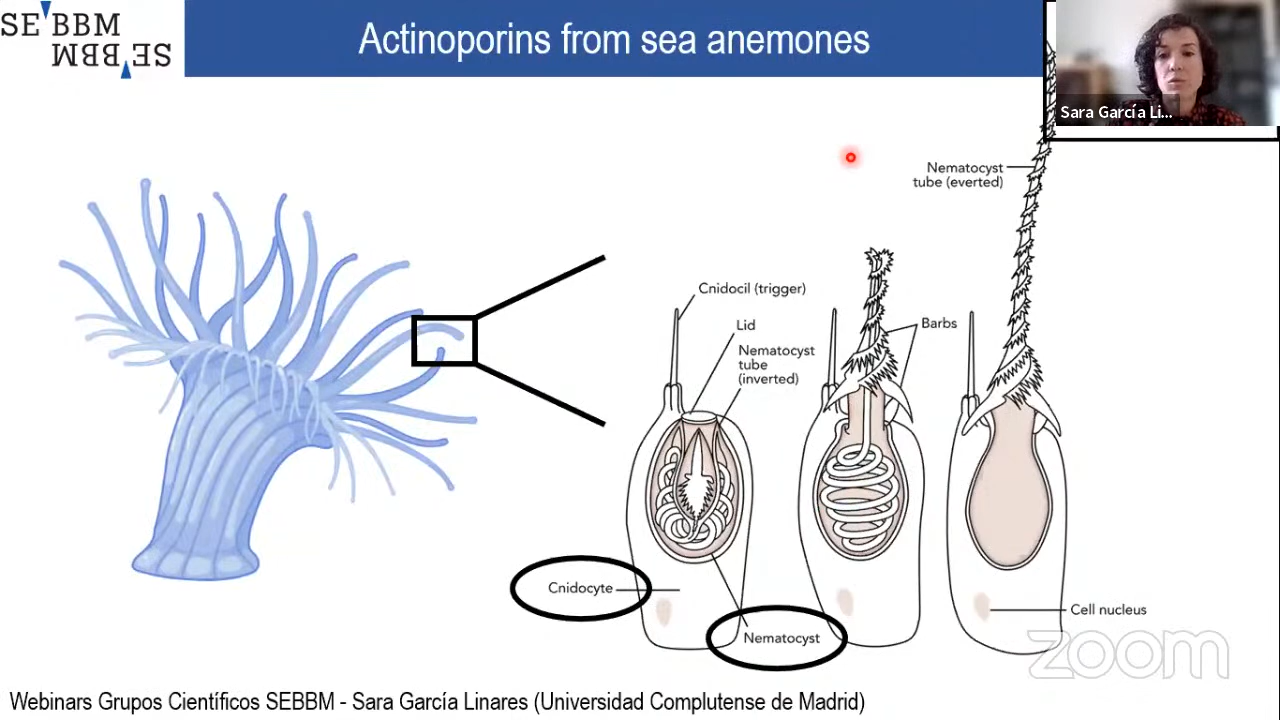 SEBBM
SEBBM
Actinoporins from sea anemones
Sara García Li...
Nematocyst
tube (everted)
Cnidocil (trigger)
Lid
Barbs
Nematocyst
tube
(inverted)
Cnidocyte
Nematocyst
Cell nucleus
zoom
Webinars Grupos Científicos SEBBM - Sara García Linares (Universidad Complutense de Madrid)